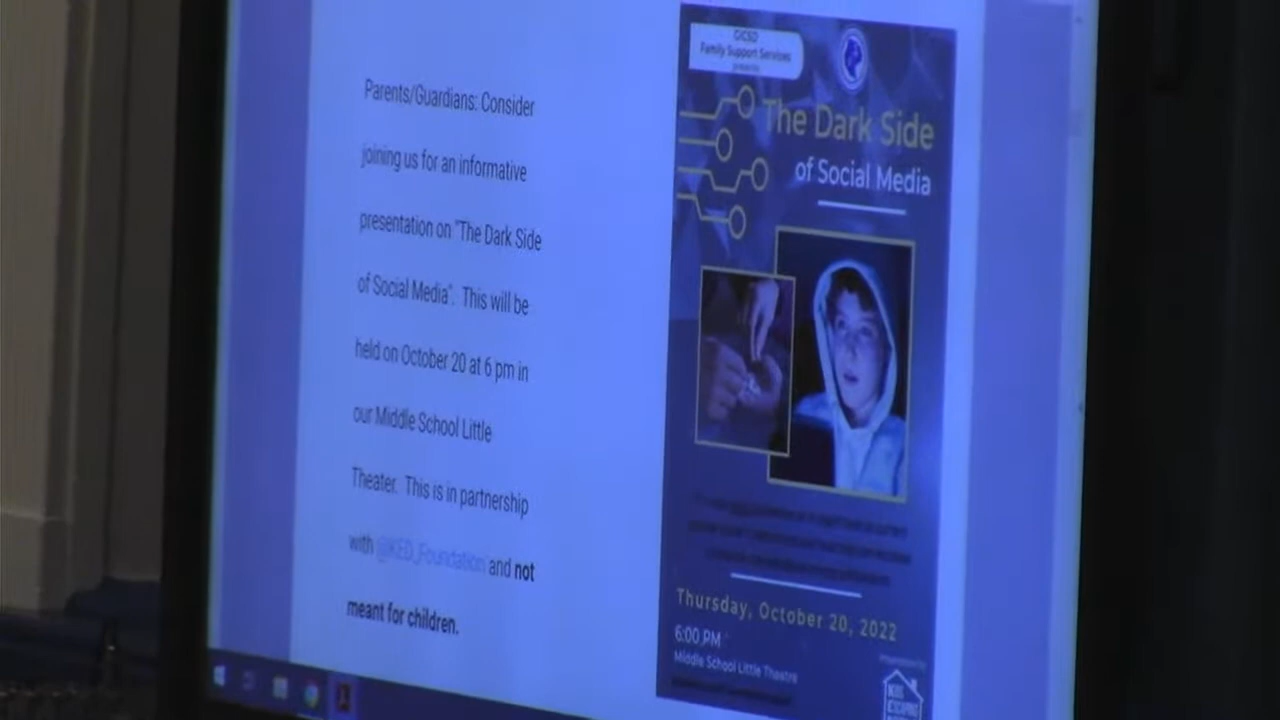 Parents/Guardians: Consider
joining us for an informative
presentation on "The Dark Side
of Social Media". This will be
held on October 20 at 6 pm in
our Middle School Little
Theater. This is in partnership
with @KED_Foundation and not
meant for children.
GICSD
Family Support Services
presents
The Dark Side
of Social Media
Thursday, October 20, 2022
6:00 PM
Middle School Little Theatre